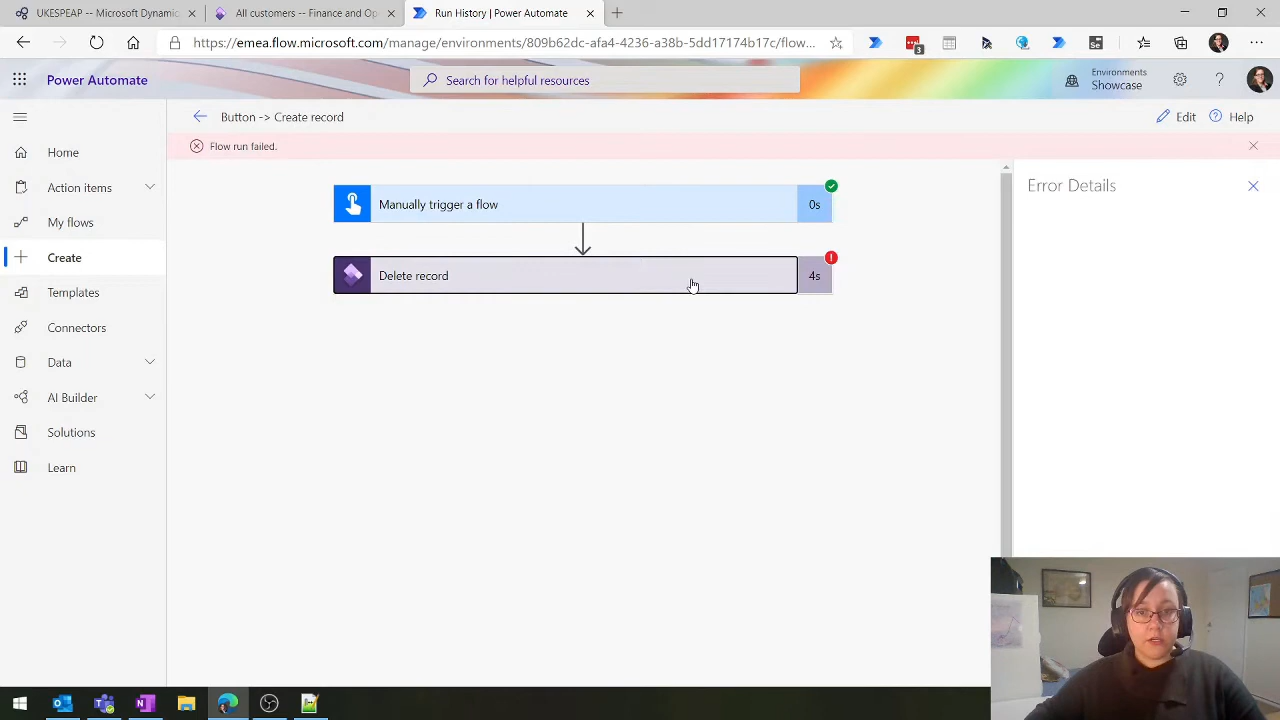 UKESPEAP -- Microsoft Dynamic
All customers -- Finance and Op
Run History | Power Automate
https://emea.flow.microsoft.com/manage/environments/809b62dc-afa4-4236-a38b-5dd17174b17c/flow...
3
Se
Power Automate
Search for helpful resources
Environments
Showcase
Button -> Create record
Edit
Help
Flow run failed.
Home
Action items
My flows
Create
Templates
Connectors
Data
AI Builder
Solutions
Learn
Manually trigger a flow
0s
Delete record
4s
Error Details